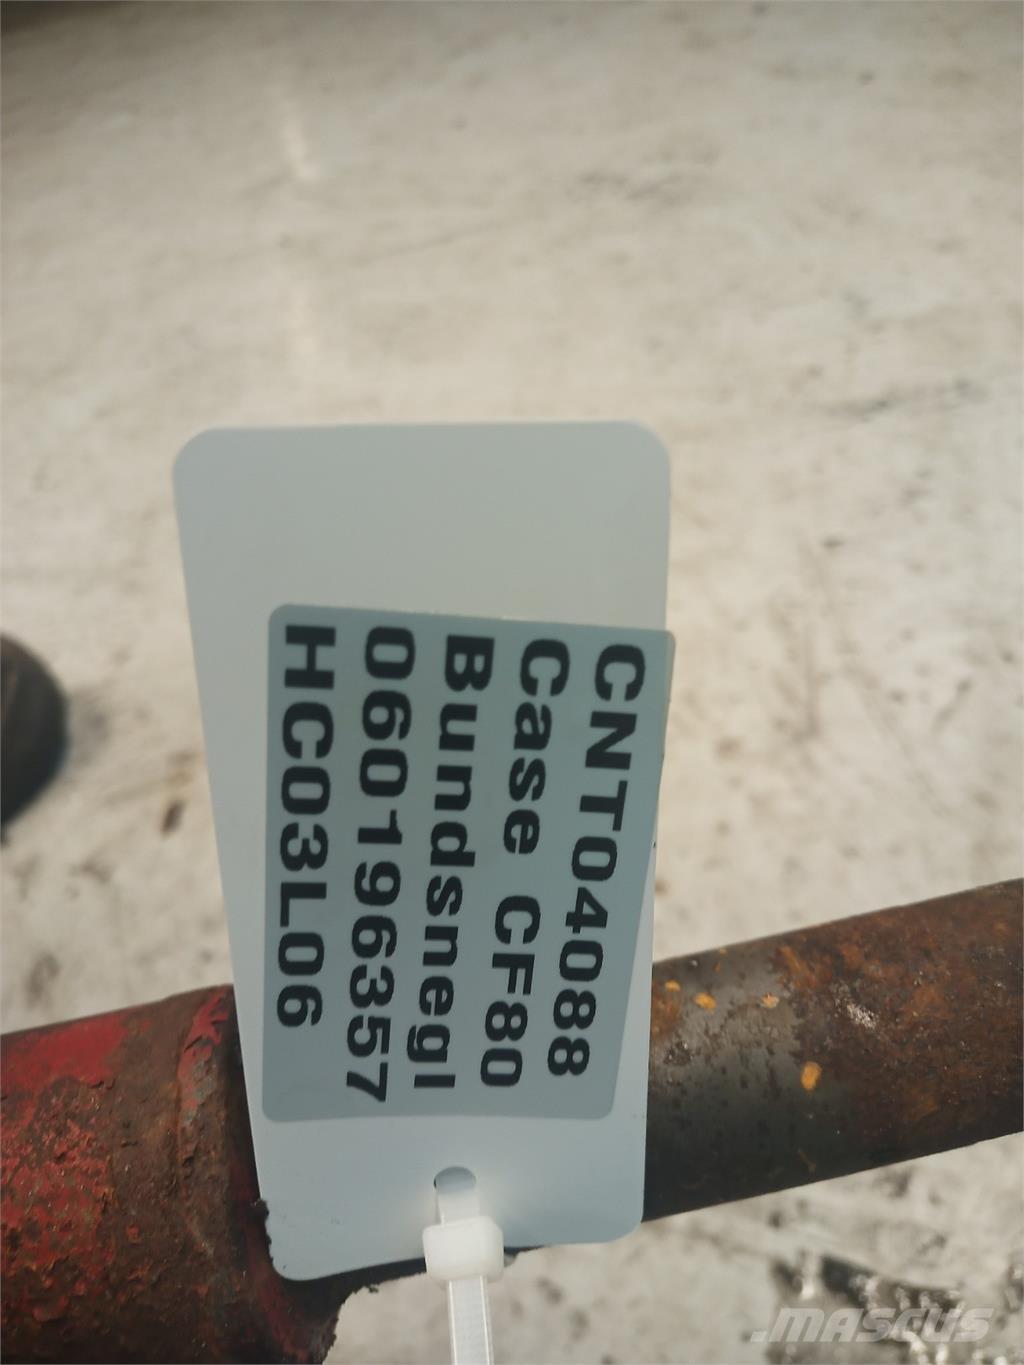 CNT04088
Case CF80
Bundsnegl
060196357
HC03L06
.MASCUS